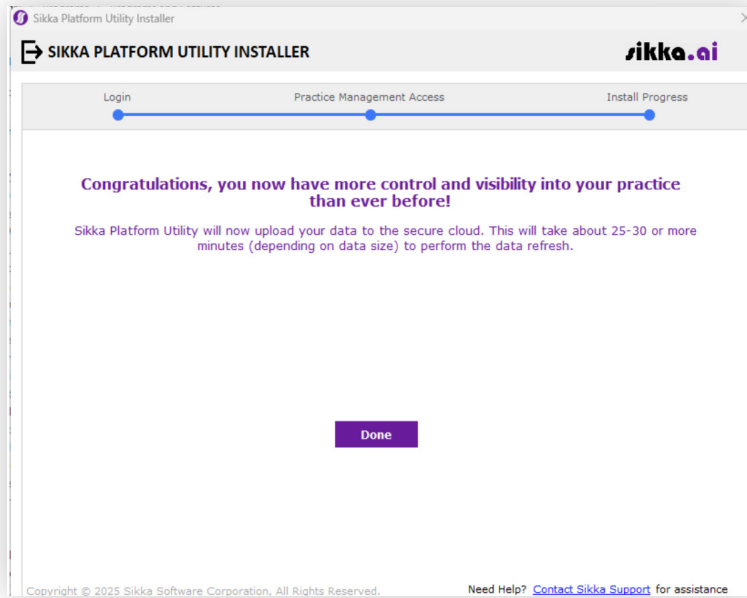 Sikka Platform Utility Installer
SIKKA PLATFORM UTILITY INSTALLER
sikka.ai
Login
Practice Management Access
Install Progress
Congratulations, you now have more control and visibility into your practice
than ever before!
Sikka Platform Utility will now upload your data to the secure cloud. This will take about 25-30 or more
minutes (depending on data size) to perform the data refresh.
Done
Copyright © 2025 Sikka Software Corporation, All Rights Reserved.
Need Help? Contact Sikka Support for assistance